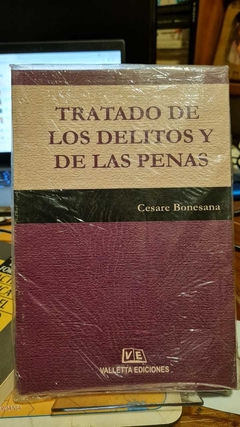 TRATADO DE
LOS DELITOS Y
DE LAS PENAS
Cesare Bonesana
VE
VALLETTA EDICIONES